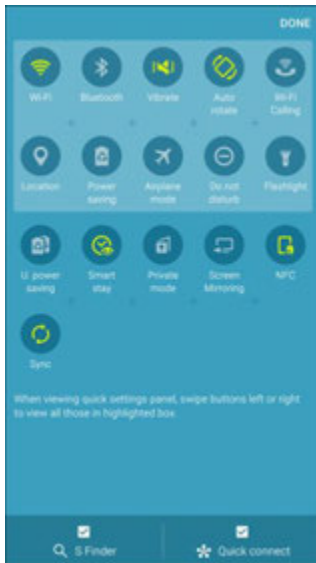 DONE
Wi-Fi Bluetooth Vibrate Auto Wi-Fi
rotate Calling
Location Power Airplane Do not Flashlight
saving mode disturb
U. power Smart Private Screen NFC
saving stay mode Mirroring
Sync
When viewing quick settings panel, swipe buttons left or right
to view all those in highlighted box.
S Finder Quick connect